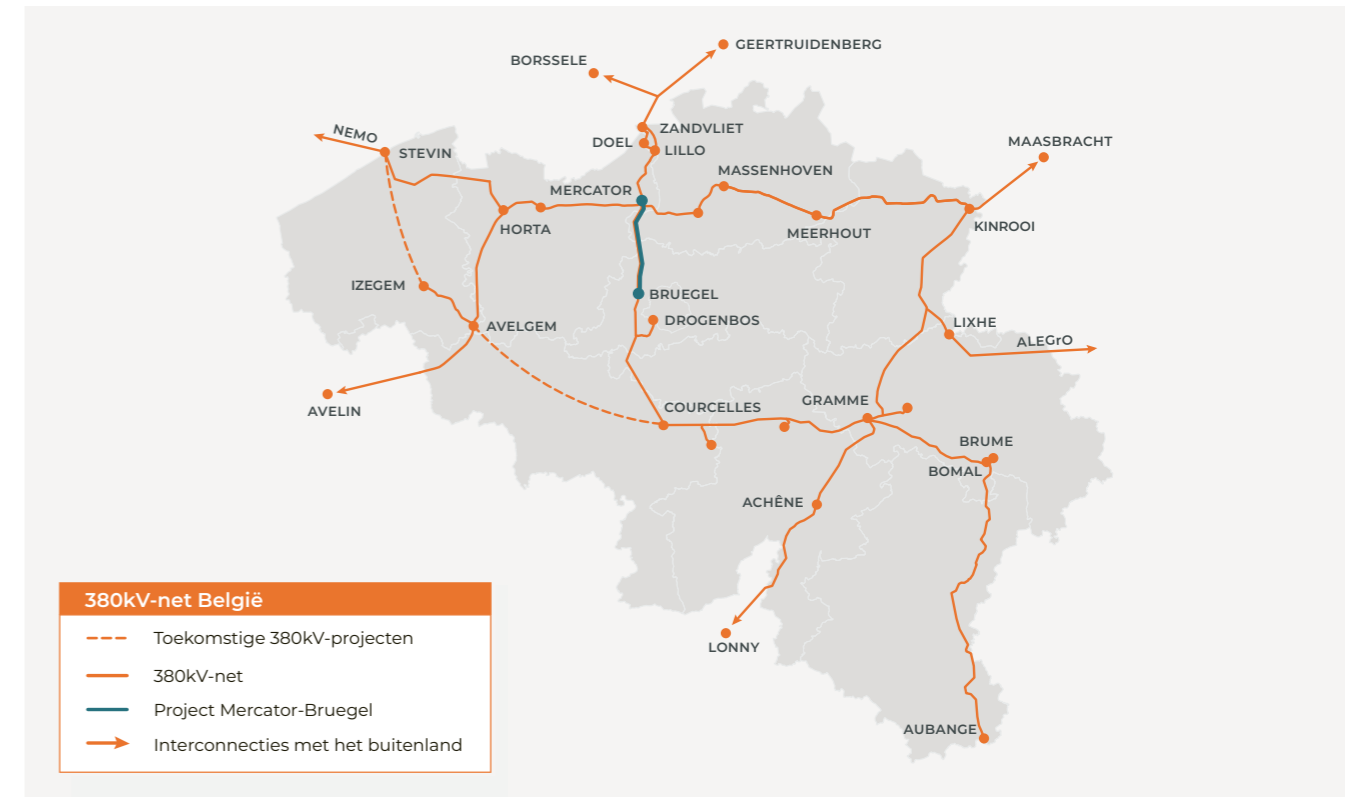 GEERTRUIDENBERG
BORSSELE
ZANDVLIET
DOEL
LILLO
NEMO
STEVIN
MAASBRACHT
MASSENHOVEN
MERCATOR
HORTA
MEERHOUT
KINROOI
IZEGEM
BRUEGEL
DROGENBOS
AVELGEM
LIXHE
ALEGrO
AVELIN
COURCELLES
GRAMME
BRUME
BOMAL
ACHÊNE
LONNY
AUBANGE
380kV-net België
Toekomstige 380kV-projecten
380kV-net
Project Mercator-Bruegel
Interconnecties met het buitenland